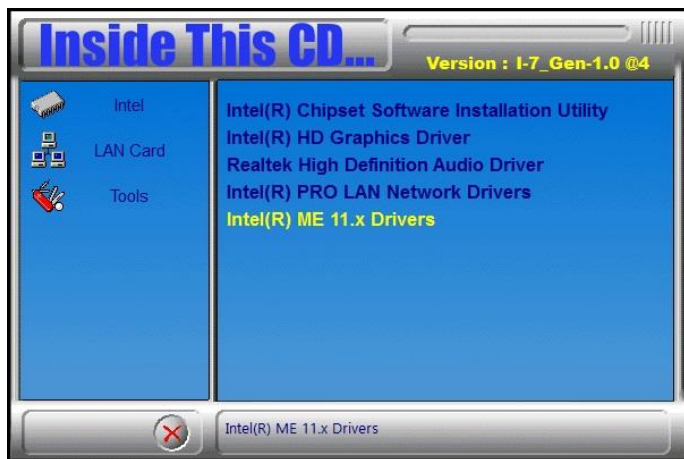 Inside This CD...
Version : I-7_Gen-1.0 @4
Intel
LAN Card
Tools
Intel(R) Chipset Software Installation Utility
Intel(R) HD Graphics Driver
Realtek High Definition Audio Driver
Intel(R) PRO LAN Network Drivers
Intel(R) ME 11.x Drivers
Intel(R) ME 11.x Drivers